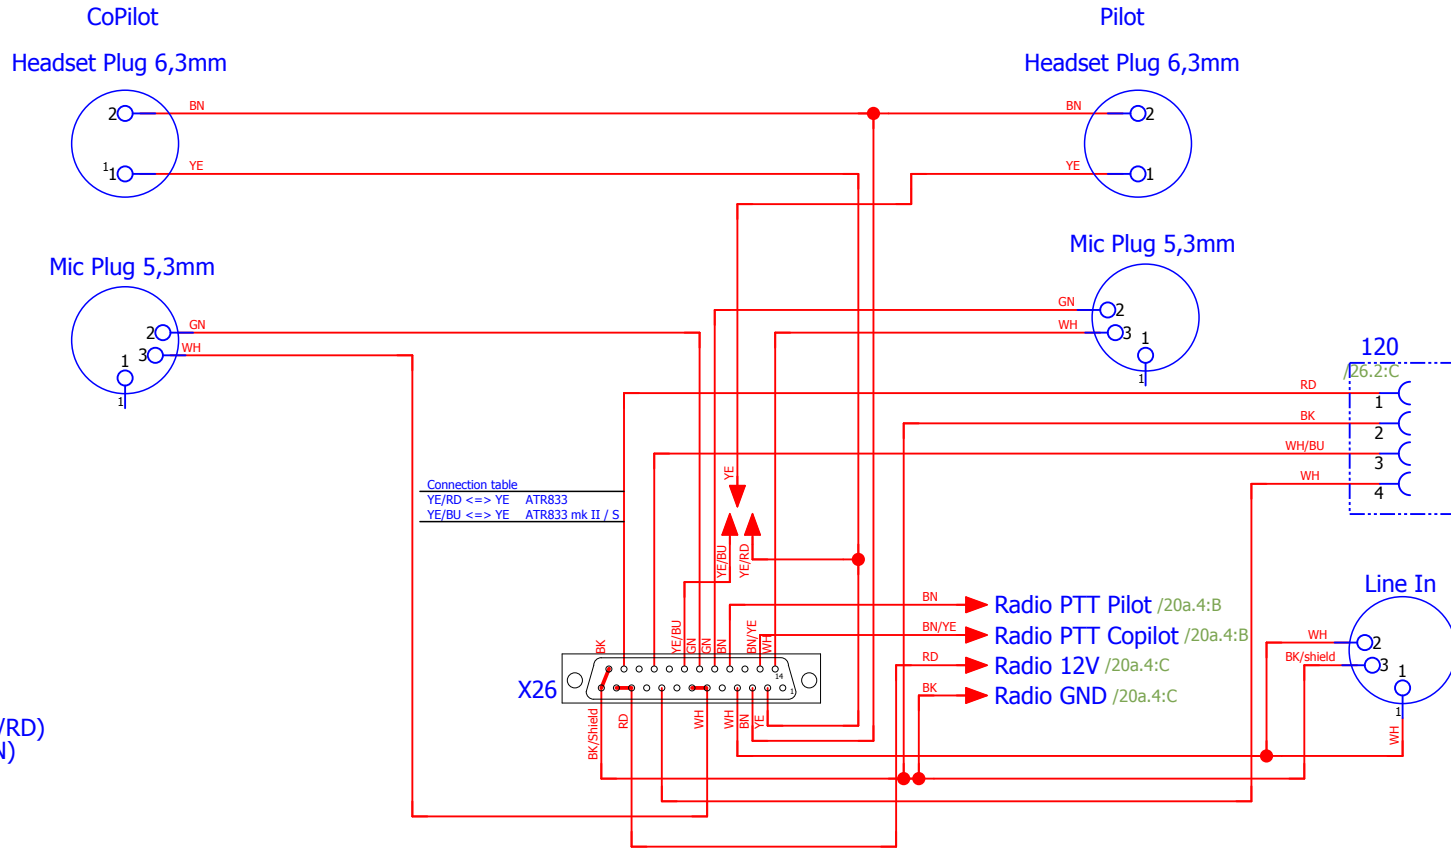 CoPilot
Pilot
Headset Plug 6,3mm
Headset Plug 6,3mm
2
BN
BN
2
1
1
YE
YE
1
Mic Plug 5,3mm
Mic Plug 5,3mm
2
GN
3
WH
1
1
GN
2
WH
3
1
1
120
/26.2:C
RD
1
BK
2
WH/BU
3
WH
4
Connection table
YE/RD <=> YE ATR833
YE/BU <=> YE ATR833 mk II / S
YE
YE/BU
YE/RD
Line In
BN
Radio PTT Pilot /20a.4:B
BN/YE
Radio PTT Copilot /20a.4:B
RD
Radio 12V /20a.4:C
BK
Radio GND /20a.4:C
WH
2
BK/shield
3
1
1
WH
BK
YE/BU
GN
GN
BN
BN/YE
WH
X26
14
1
BK/Shield
RD
WH
WH
BN
YE
/RD)
N)